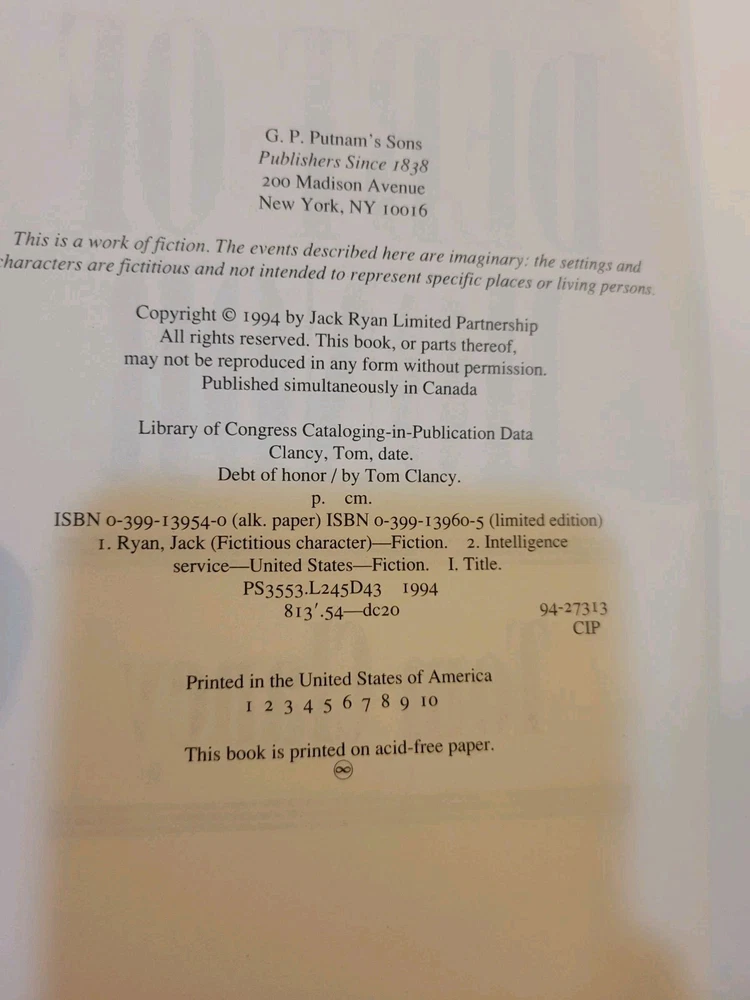 G. P. Putnam's Sons
Publishers Since 1838
200 Madison Avenue
New York, NY 10016
This is a work of fiction. The events described here are imaginary: the settings and
characters are fictitious and not intended to represent specific places or living persons.
Copyright © 1994 by Jack Ryan Limited Partnership
All rights reserved. This book, or parts thereof,
may not be reproduced in any form without permission.
Published simultaneously in Canada
Library of Congress Cataloging-in-Publication Data
Clancy, Tom, date.
Debt of honor / by Tom Clancy.
p. cm.
ISBN 0-399-13954-0 (alk. paper) ISBN 0-399-13960-5 (limited edition)
1. Ryan, Jack (Fictitious character)—Fiction. 2. Intelligence
service—United States—Fiction. I. Title.
PS3553.L245D43 1994
813'.54—dc20 94-27313
CIP
Printed in the United States of America
1 2 3 4 5 6 7 8 9 10
This book is printed on acid-free paper.
♾